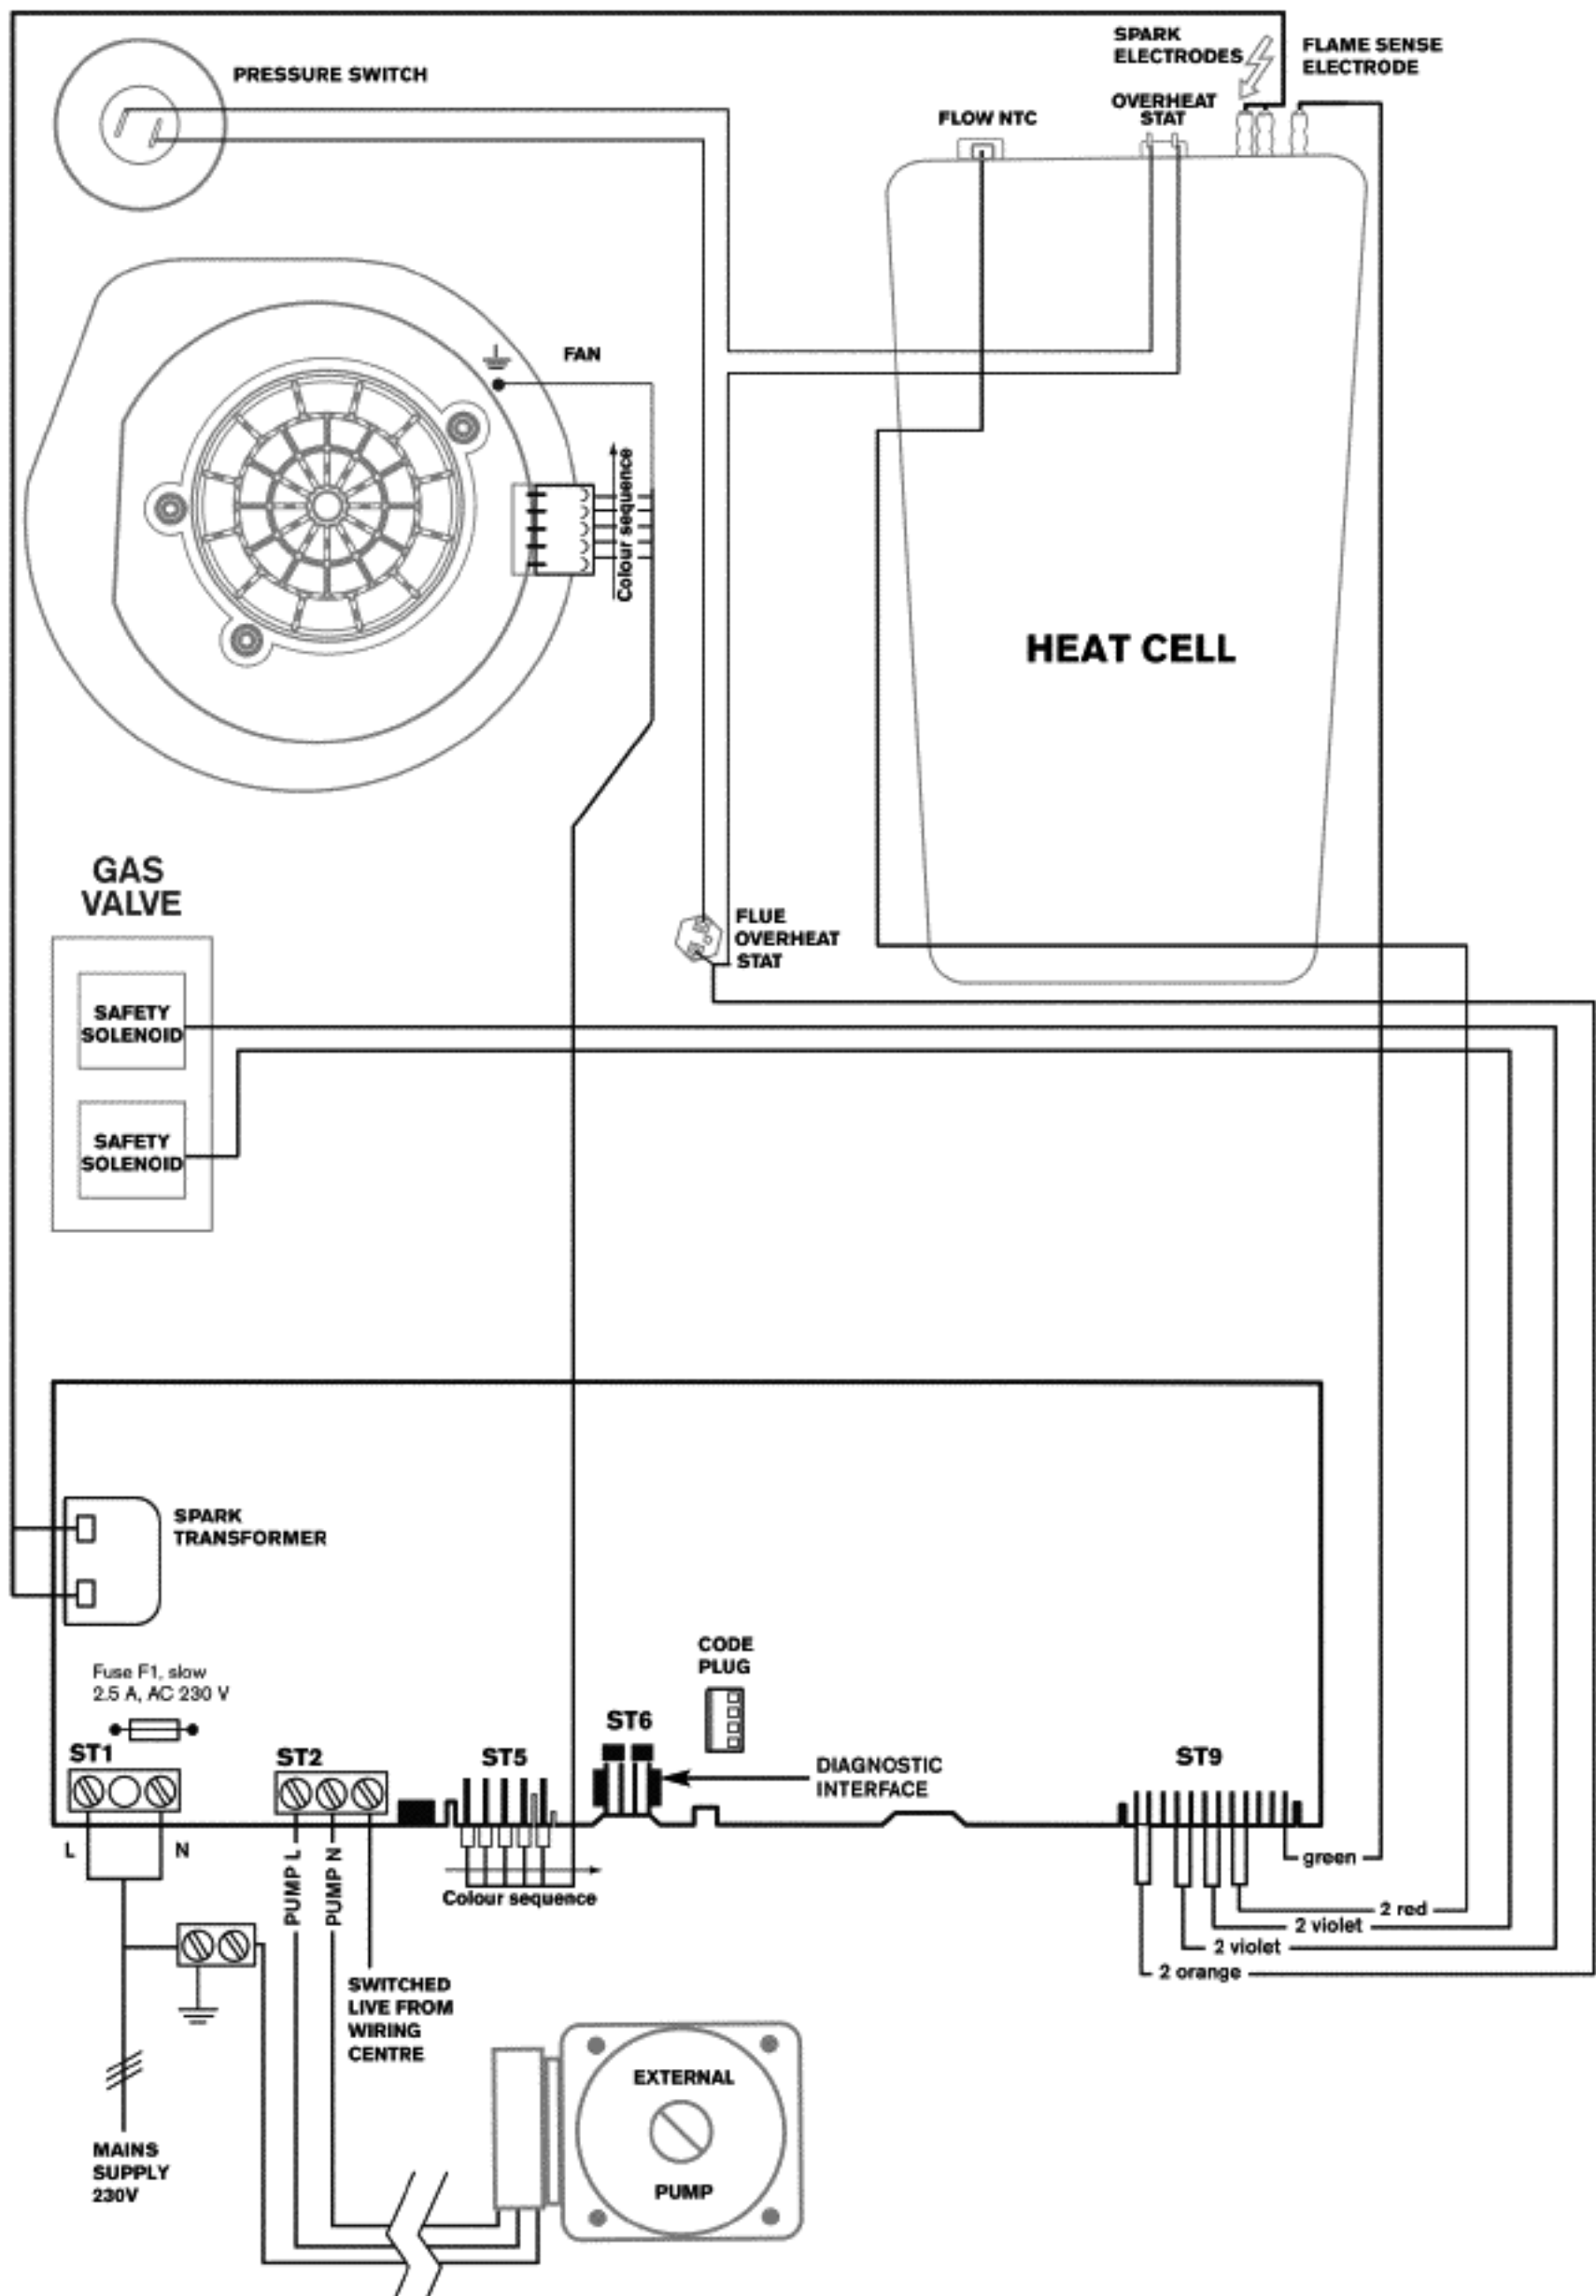 SPARK
ELECTRODES
FLAME SENSE
ELECTRODE
PRESSURE SWITCH
OVERHEAT
STAT
FLOW NTC
FAN
Colour sequence
HEAT CELL
GAS
VALVE
FLUE
OVERHEAT
STAT
SAFETY
SOLENOID
SAFETY
SOLENOID
SPARK
TRANSFORMER
CODE
PLUG
Fuse F1, slow
2.5 A, AC 230 V
ST6
ST1
ST2
ST5
ST9
DIAGNOSTIC
INTERFACE
L
N
PUMP L
PUMP N
Colour sequence
green
2 red
2 violet
2 violet
2 orange
SWITCHED
LIVE FROM
WIRING
CENTRE
EXTERNAL
PUMP
MAINS
SUPPLY
230V